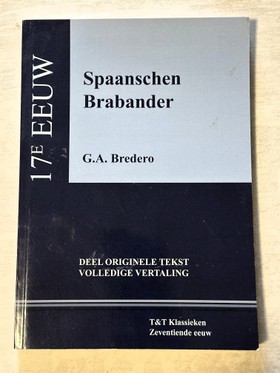 17E EEUW
Spaanschen
Brabander
G.A. Bredero
DEEL ORIGINELE TEKST
VOLLEDIGE VERTALING
T&T Klassieken
Zeventiende eeuw